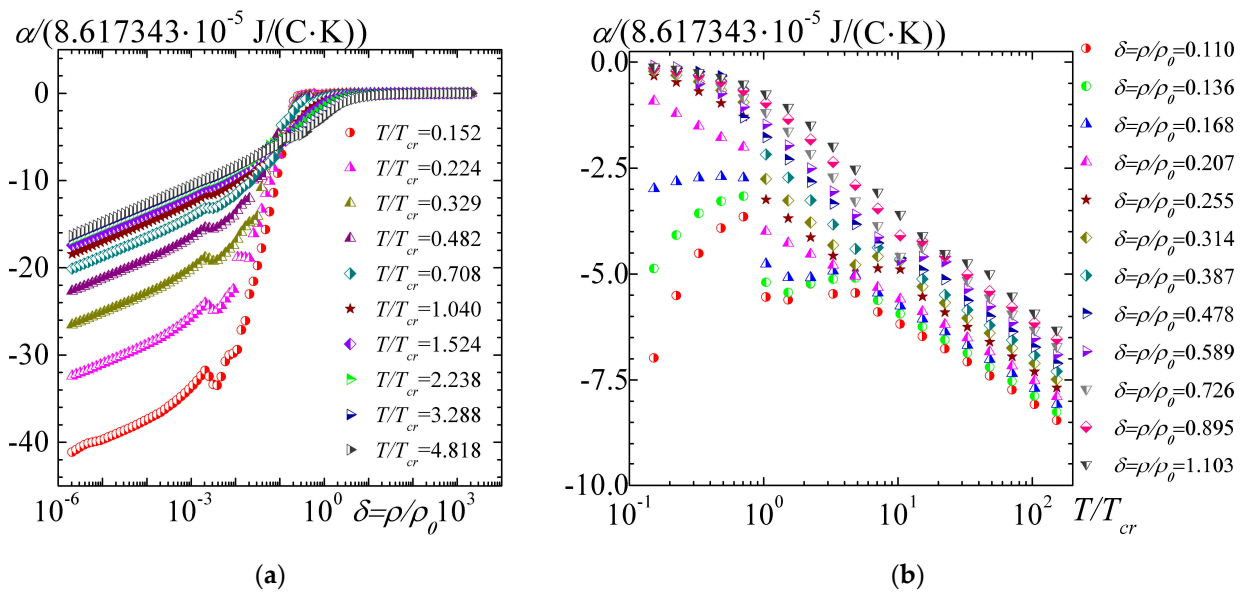 α/(8.617343·10⁻⁵ J/(C·K))
0
-10
-20
-30
-40
T/T_cr=0.152
T/T_cr=0.224
T/T_cr=0.329
T/T_cr=0.482
T/T_cr=0.708
T/T_cr=1.040
T/T_cr=1.524
T/T_cr=2.238
T/T_cr=3.288
T/T_cr=4.818
10⁻⁶ 10⁻³ 10⁰ δ=ρ/ρ₀ 10³
(a)
α/(8.617343·10⁻⁵ J/(C·K))
0.0
-2.5
-5.0
-7.5
-10.0
10⁻¹ 10⁰ 10¹ 10² T/T_cr
δ=ρ/ρ₀=0.110
δ=ρ/ρ₀=0.136
δ=ρ/ρ₀=0.168
δ=ρ/ρ₀=0.207
δ=ρ/ρ₀=0.255
δ=ρ/ρ₀=0.314
δ=ρ/ρ₀=0.387
δ=ρ/ρ₀=0.478
δ=ρ/ρ₀=0.589
δ=ρ/ρ₀=0.726
δ=ρ/ρ₀=0.895
δ=ρ/ρ₀=1.103
(b)